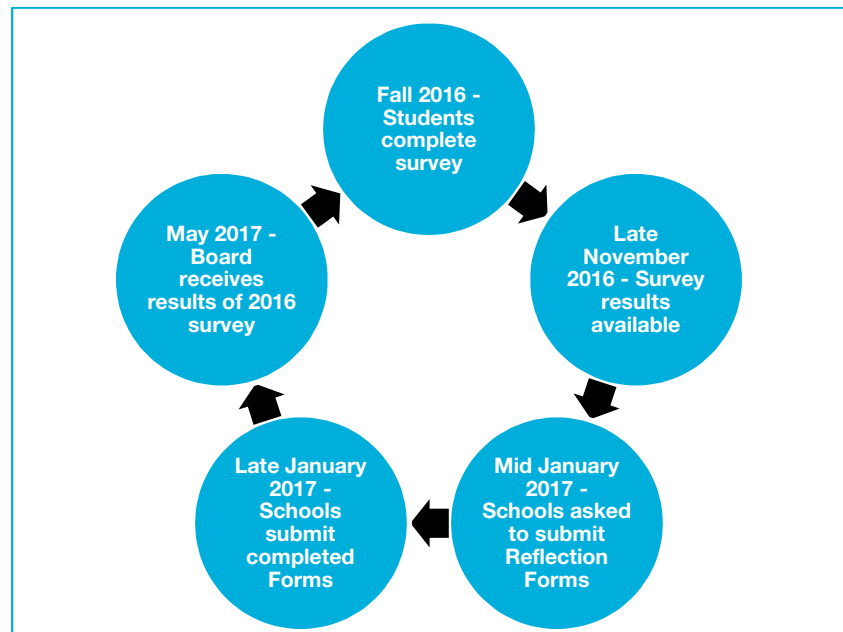 Fall 2016 -
Students
complete
survey
Late
November
2016 - Survey
results
available
Mid January
2017 -
Schools asked
to submit
Reflection
Forms
Late January
2017 -
Schools
submit
completed
Forms
May 2017 -
Board
receives
results of 2016
survey